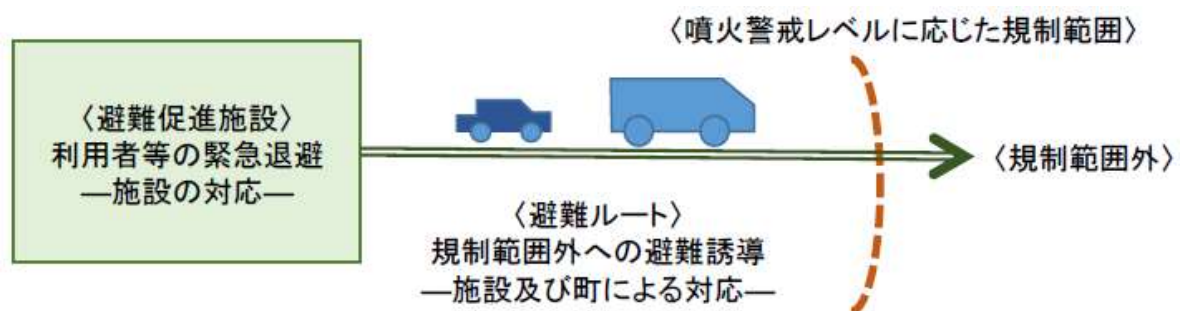 〈噴火警戒レベルに応じた規制範囲〉
〈避難促進施設〉
利用者等の緊急退避
―施設の対応―
〈規制範囲外〉
〈避難ルート〉
規制範囲外への避難誘導
―施設及び町による対応―